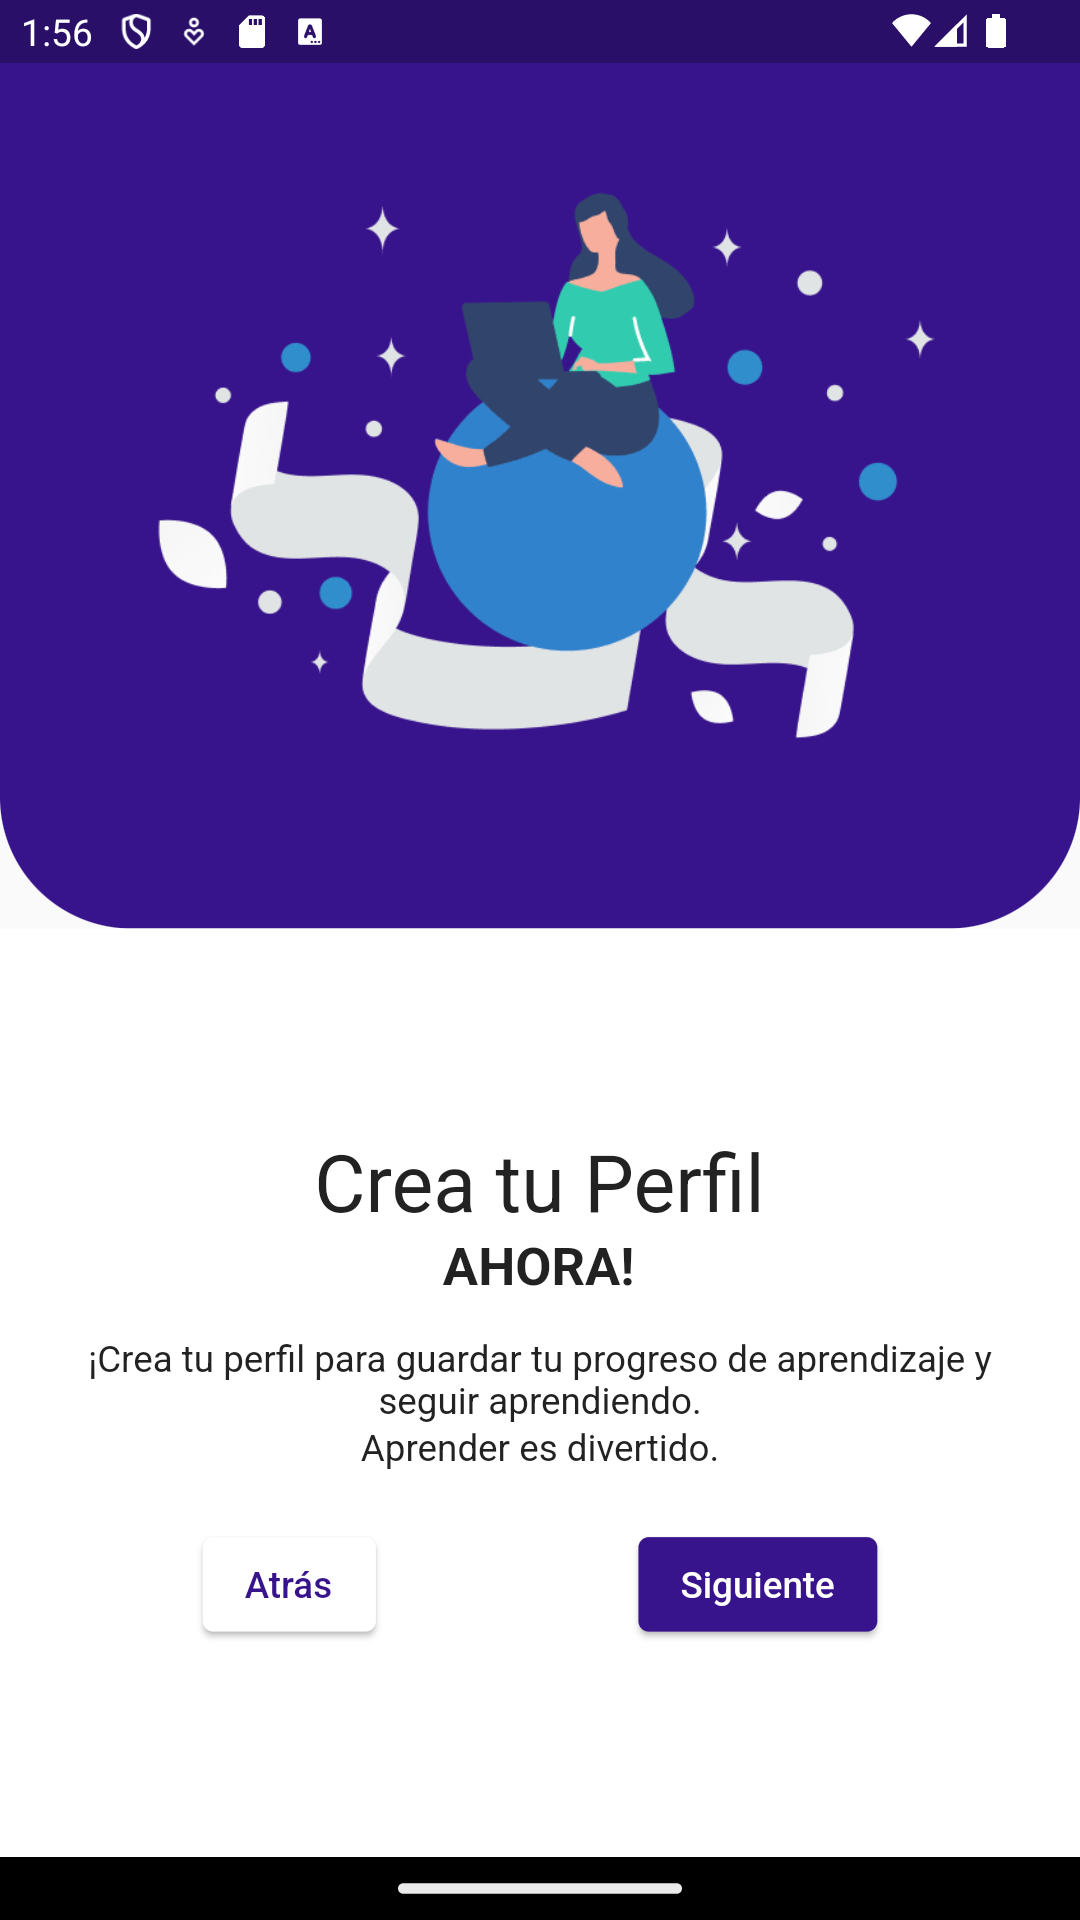 1:56
Crea tu Perfil
AHORA!
¡Crea tu perfil para guardar tu progreso de aprendizaje y
seguir aprendiendo.
Aprender es divertido.
Atrás
Siguiente